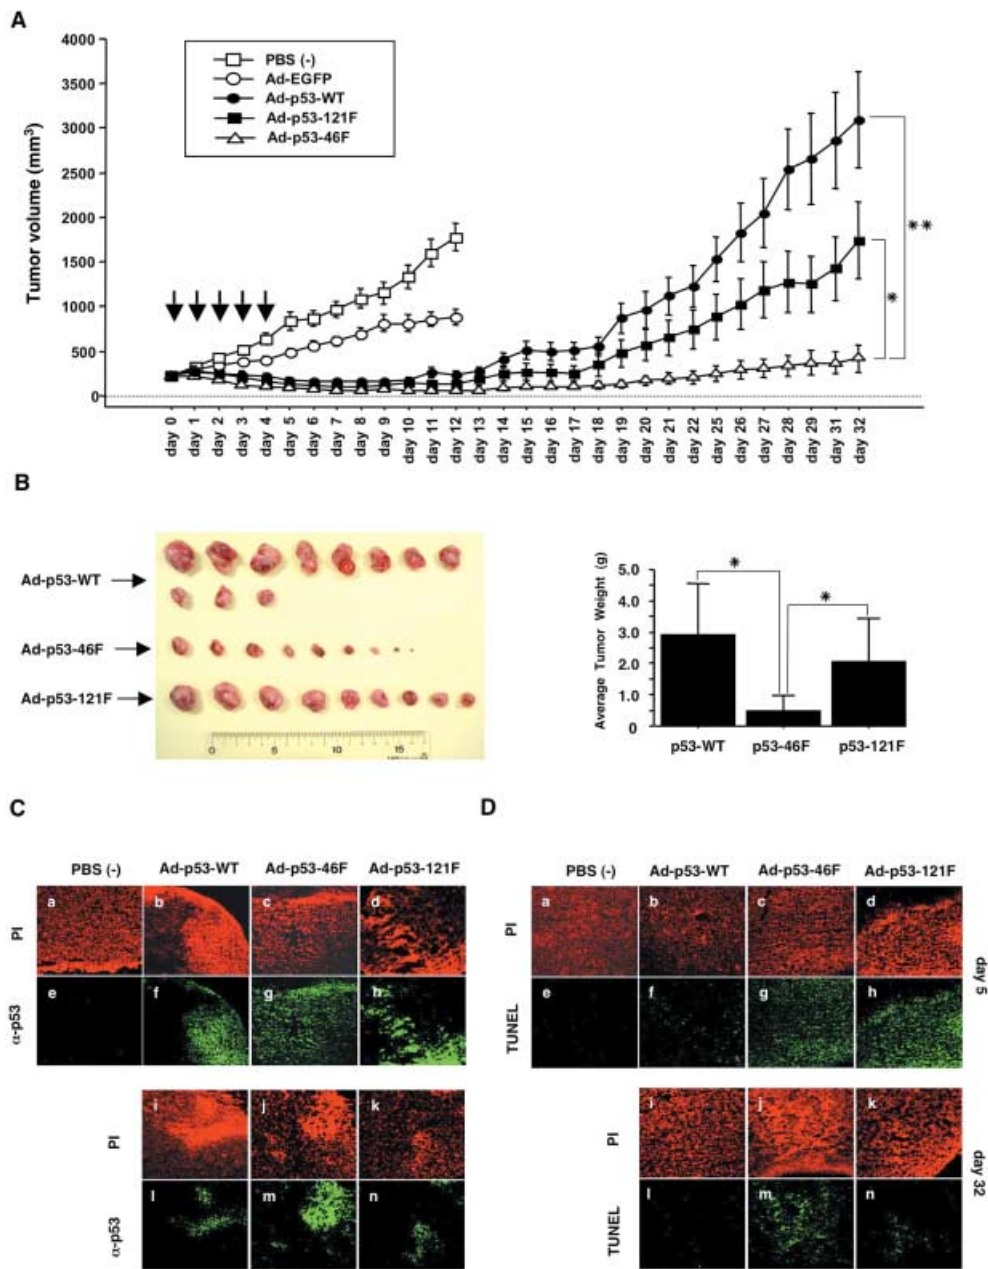 A
4000
3500
3000
2500
2000
1500
1000
500
0
Tumor volume (mm³)
PBS (-)
Ad-EGFP
Ad-p53-WT
Ad-p53-121F
Ad-p53-46F
**
*
day 0
day 1
day 2
day 3
day 4
day 5
day 6
day 7
day 8
day 9
day 10
day 11
day 12
day 13
day 14
day 15
day 16
day 17
day 18
day 19
day 20
day 21
day 22
day 25
day 26
day 27
day 28
day 29
day 31
day 32
B
Ad-p53-WT
Ad-p53-46F
Ad-p53-121F
0 5 10 15
Average Tumor Weight (g)
5.0
4.0
3.0
2.0
1.0
0
* *
p53-WT p53-46F p53-121F
C
PBS (-) Ad-p53-WT Ad-p53-46F Ad-p53-121F
PI
a b c d
α-p53
e f g h
PI
i j k
α-p53
l m n
D
PBS (-) Ad-p53-WT Ad-p53-46F Ad-p53-121F
PI
a b c d
TUNEL
e f g h
day 5
PI
i j k
TUNEL
l m n
day 32